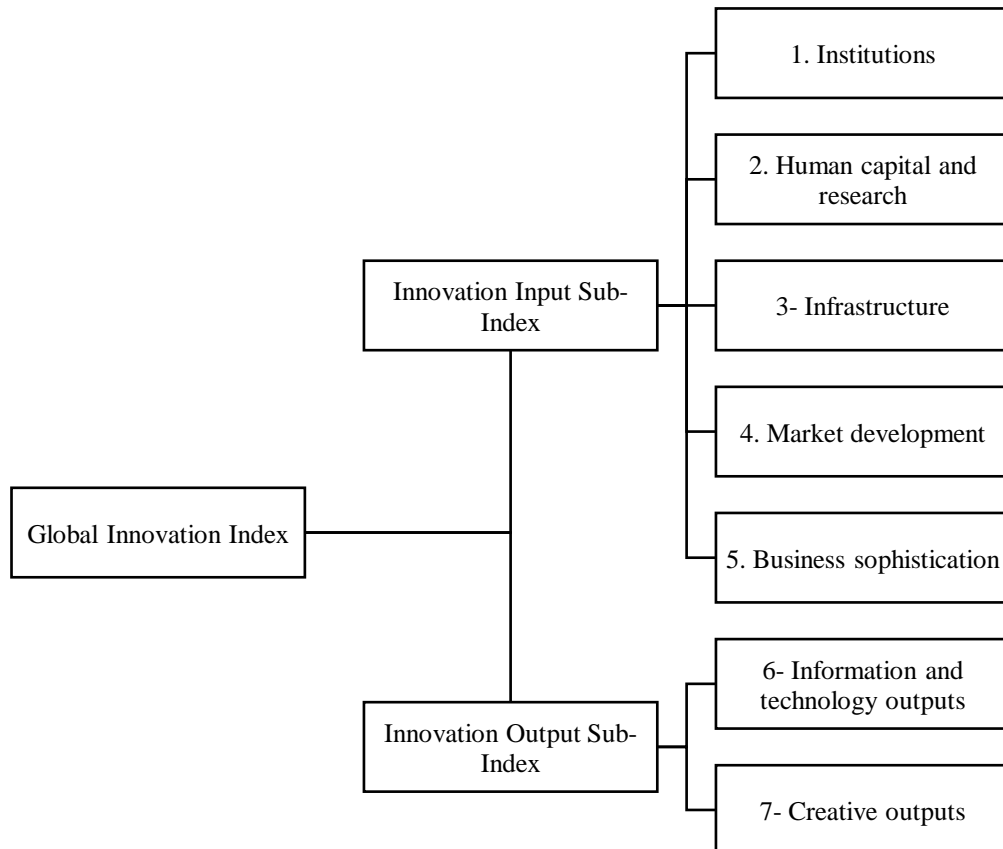 1. Institutions
2. Human capital and
research
Innovation Input Sub-
Index
3- Infrastructure
4. Market development
Global Innovation Index
5. Business sophistication
6- Information and
technology outputs
Innovation Output Sub-
Index
7- Creative outputs